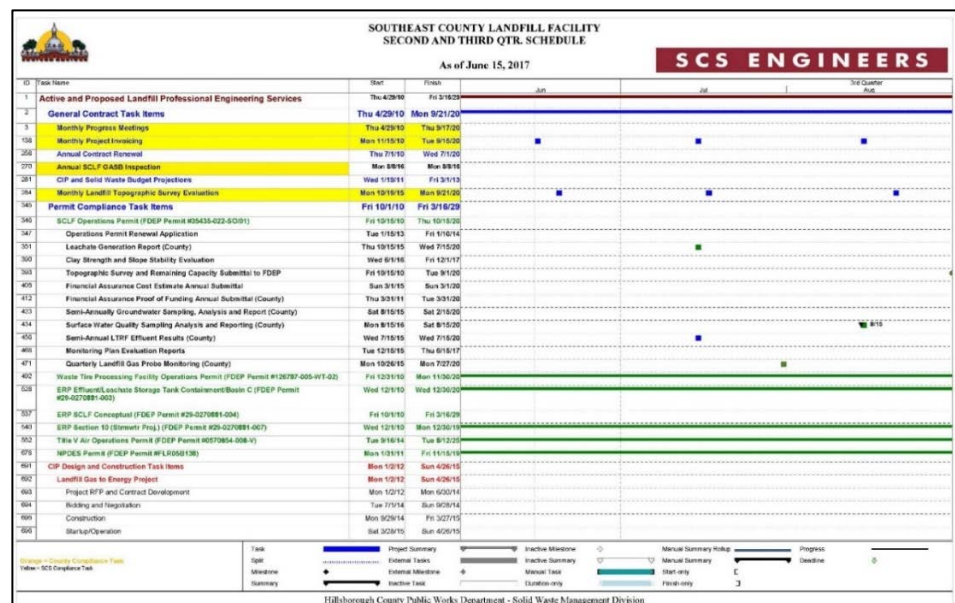 SOUTHEAST COUNTY LANDFILL FACILITY
SECOND AND THIRD QTR. SCHEDULE
As of June 15, 2017
SCS ENGINEERS
ID Task Name Start Finish Jun Jul 3rd Quarter Aug
1 Active and Proposed Landfill Professional Engineering Services Thu 4/29/10 Fri 3/16/29
2 General Contract Task Items Thu 4/29/10 Mon 9/21/20
3 Monthly Progress Meetings Thu 4/29/10 Thu 9/17/20
Monthly Project Invoicing Mon 11/15/10 Tue 9/15/20
Annual Contract Renewal Thu 7/1/10 Wed 7/1/20
Annual SCLF GASB Inspection Mon 8/8/16 Mon 8/8/16
CIP and Solid Waste Budget Projections Fri 3/1/13
Monthly Landfill Topographic Survey Evaluation Mon 10/19/15 Mon 9/21/20
345 Permit Compliance Task Items Fri 10/1/10 Fri 3/16/29
346 SCLF Operations Permit (FDEP Permit #35435-022-SO/01) Fri 10/15/10 Thu 10/15/20
347 Operations Permit Renewal Application Tue 1/15/13 Fri 1/10/14
Leachate Generation Report (County) Thu 10/15/15 Wed 7/15/20
Clay Strength and Slope Stability Evaluation Wed 6/1/16 Fri 12/1/17
Topographic Survey and Remaining Capacity Submittal to FDEP Fri 10/15/10 Tue 9/1/20
Financial Assurance Cost Estimate Annual Submittal Sun 3/1/15 Sun 3/1/20
412 Financial Assurance Proof of Funding Annual Submittal (County) Thu 3/31/11 Tue 3/31/20
423 Semi-Annually Groundwater Sampling, Analysis and Report (County) Sat 8/15/15 Sat 2/15/20
434 Surface Water Quality Sampling Analysis and Reporting (County) Mon 8/15/16 Sat 8/15/20 8/15
Semi-Annual LTRF Effluent Results (County) Wed 7/15/15 Wed 7/15/20
Monitoring Plan Evaluation Reports Tue 12/15/15 Thu 6/15/17
471 Quarterly Landfill Gas Probe Monitoring (County) Mon 10/26/15 Mon 7/27/20
Waste Tire Processing Facility Operations Permit (FDEP Permit #126787-005-WT-02) Fri 12/31/10 Mon 11/30/20
ERP Effluent/Leachate Storage Tank Containment/Basin C (FDEP Permit Wed 12/1/10 Wed 12/30/20
#29-0270881-003)
537 ERP SCLF Conceptual (FDEP Permit #29-0270881-004) Fri 10/1/10 Fri 3/16/29
540 ERP Section 10 (Stmwtr Proj.) (FDEP Permit #29-0270881-007) Wed 12/1/10 Mon 12/30/19
552 Title V Air Operations Permit (FDEP Permit #0570854-008-V) Tue 9/16/14 Tue 8/12/25
NPDES Permit (FDEP Permit #FLR05G138) Mon 1/31/11 Fri 11/15/19
691 CIP Design and Construction Task Items Mon 1/2/12 Sun 4/26/15
692 Landfill Gas to Energy Project Mon 1/2/12 Sun 4/26/15
693 Project RFP and Contract Development Mon 1/2/12 Mon 6/30/14
694 Bidding and Negotiation Tue 7/1/14 Sun 9/28/14
695 Construction Mon 9/29/14 Fri 3/27/15
696 Startup/Operation Sat 3/28/15 Sun 4/26/15
Orange = County Compliance Task
Yellow = SCS Compliance Task
Task Project Summary Inactive Milestone Manual Summary Rollup Progress
Split External Tasks Inactive Summary Manual Summary Deadline
Milestone External Milestone Manual Task Start-only
Summary Inactive Task Duration-only Finish-only
Hillsborough County Public Works Department - Solid Waste Management Division